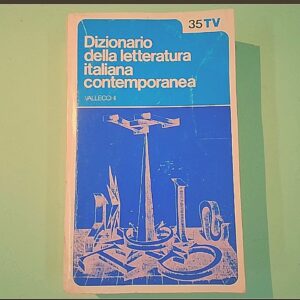 35 TV
Dizionario
della letteratura
italiana
contemporanea
VALLECCHI